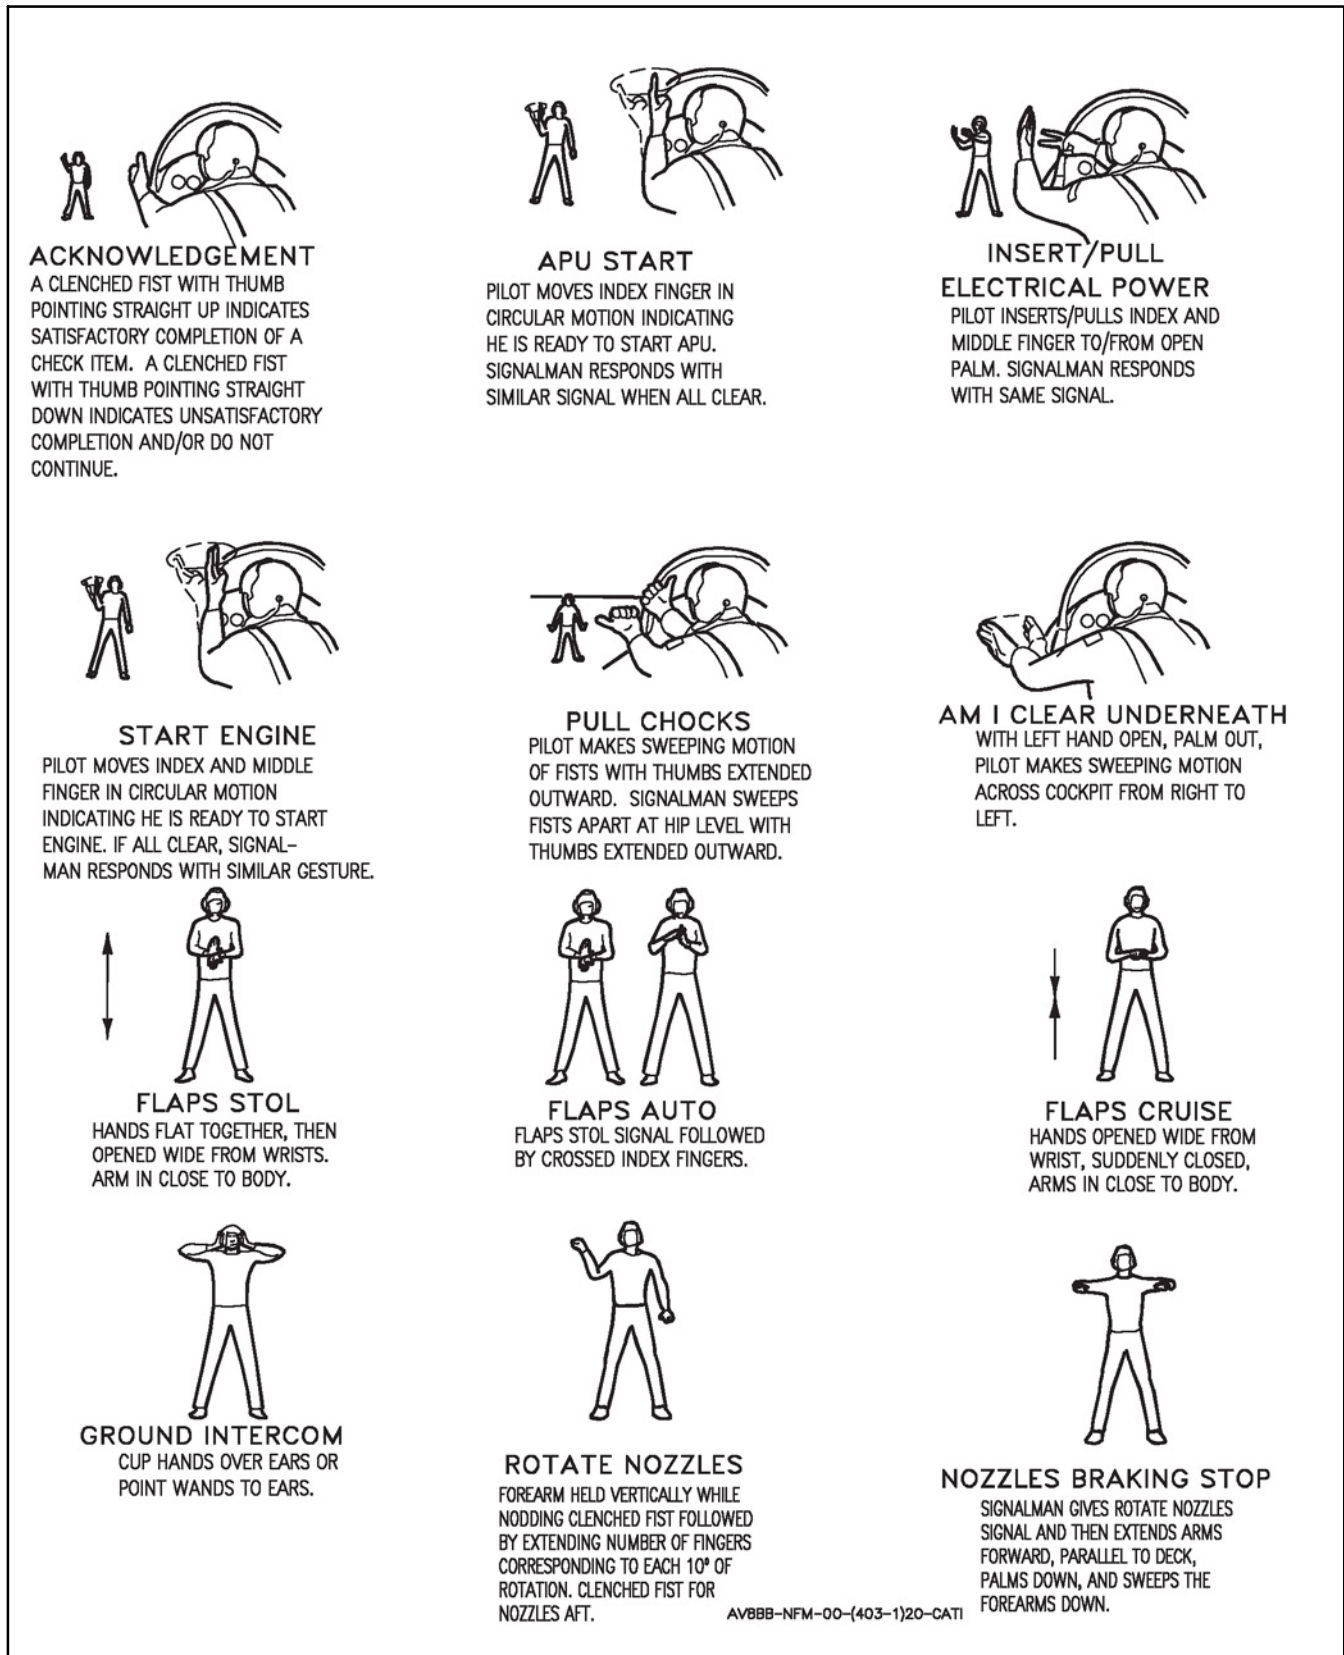 ACKNOWLEDGEMENT
A CLENCHED FIST WITH THUMB
POINTING STRAIGHT UP INDICATES
SATISFACTORY COMPLETION OF A
CHECK ITEM. A CLENCHED FIST
WITH THUMB POINTING STRAIGHT
DOWN INDICATES UNSATISFACTORY
COMPLETION AND/OR DO NOT
CONTINUE.
APU START
PILOT MOVES INDEX FINGER IN
CIRCULAR MOTION INDICATING
HE IS READY TO START APU.
SIGNALMAN RESPONDS WITH
SIMILAR SIGNAL WHEN ALL CLEAR.
INSERT/PULL
ELECTRICAL POWER
PILOT INSERTS/PULLS INDEX AND
MIDDLE FINGER TO/FROM OPEN
PALM. SIGNALMAN RESPONDS
WITH SAME SIGNAL.
START ENGINE
PILOT MOVES INDEX AND MIDDLE
FINGER IN CIRCULAR MOTION
INDICATING HE IS READY TO START
ENGINE. IF ALL CLEAR, SIGNAL-
MAN RESPONDS WITH SIMILAR GESTURE.
PULL CHOCKS
PILOT MAKES SWEEPING MOTION
OF FISTS WITH THUMBS EXTENDED
OUTWARD. SIGNALMAN SWEEPS
FISTS APART AT HIP LEVEL WITH
THUMBS EXTENDED OUTWARD.
AM I CLEAR UNDERNEATH
WITH LEFT HAND OPEN, PALM OUT,
PILOT MAKES SWEEPING MOTION
ACROSS COCKPIT FROM RIGHT TO
LEFT.
FLAPS STOL
HANDS FLAT TOGETHER, THEN
OPENED WIDE FROM WRISTS.
ARM IN CLOSE TO BODY.
FLAPS AUTO
FLAPS STOL SIGNAL FOLLOWED
BY CROSSED INDEX FINGERS.
FLAPS CRUISE
HANDS OPENED WIDE FROM
WRIST, SUDDENLY CLOSED,
ARMS IN CLOSE TO BODY.
GROUND INTERCOM
CUP HANDS OVER EARS OR
POINT WANDS TO EARS.
ROTATE NOZZLES
FOREARM HELD VERTICALLY WHILE
NODDING CLENCHED FIST FOLLOWED
BY EXTENDING NUMBER OF FINGERS
CORRESPONDING TO EACH 10° OF
ROTATION. CLENCHED FIST FOR
NOZZLES AFT.
NOZZLES BRAKING STOP
SIGNALMAN GIVES ROTATE NOZZLES
SIGNAL AND THEN EXTENDS ARMS
FORWARD, PARALLEL TO DECK,
PALMS DOWN, AND SWEEPS THE
FOREARMS DOWN.
AV8BB-NFM-00-(403-1)20-CATI